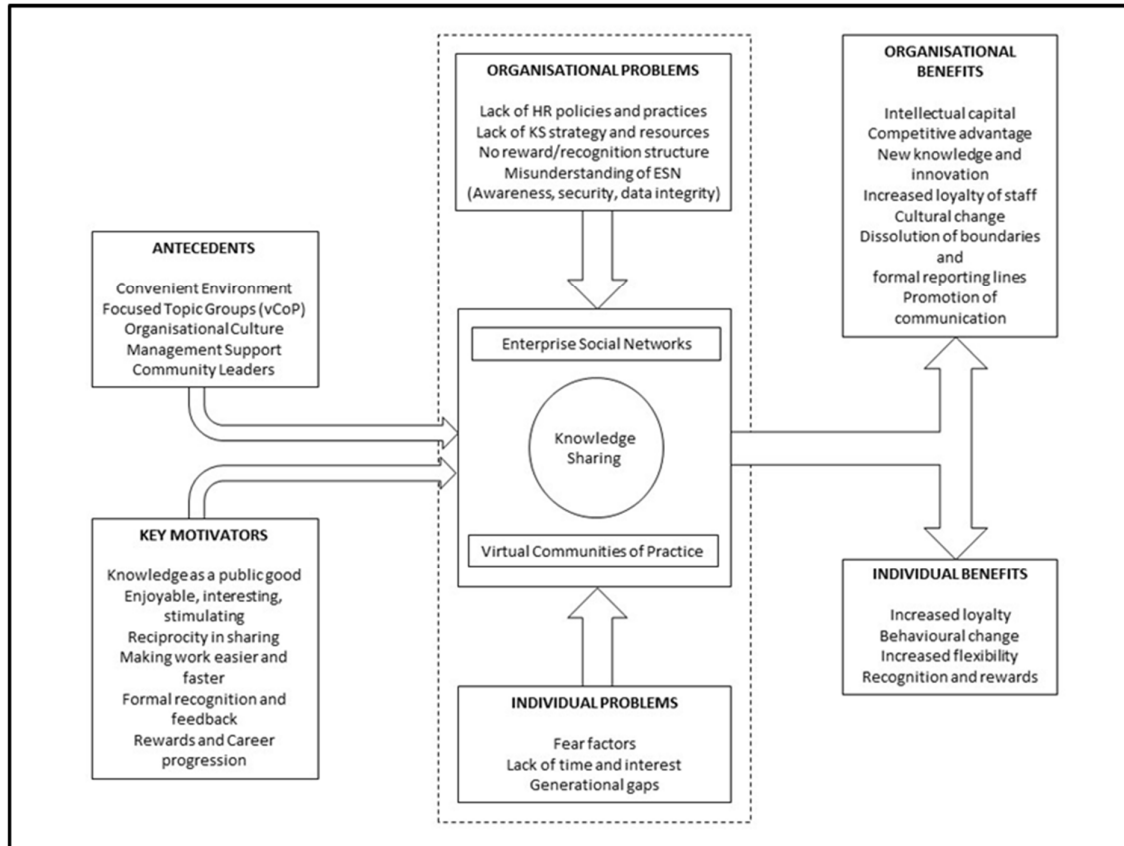 ORGANISATIONAL PROBLEMS
Lack of HR policies and practices
Lack of KS strategy and resources
No reward/recognition structure
Misunderstanding of ESN
(Awareness, security, data integrity)
ORGANISATIONAL
BENEFITS
Intellectual capital
Competitive advantage
New knowledge and
innovation
Increased loyalty of staff
Cultural change
Dissolution of boundaries
and
formal reporting lines
Promotion of
communication
ANTECEDENTS
Convenient Environment
Focused Topic Groups (vCoP)
Organisational Culture
Management Support
Community Leaders
Enterprise Social Networks
Knowledge
Sharing
Virtual Communities of Practice
KEY MOTIVATORS
Knowledge as a public good
Enjoyable, interesting,
stimulating
Reciprocity in sharing
Making work easier and
faster
Formal recognition and
feedback
Rewards and Career
progression
INDIVIDUAL BENEFITS
Increased loyalty
Behavioural change
Increased flexibility
Recognition and rewards
INDIVIDUAL PROBLEMS
Fear factors
Lack of time and interest
Generational gaps